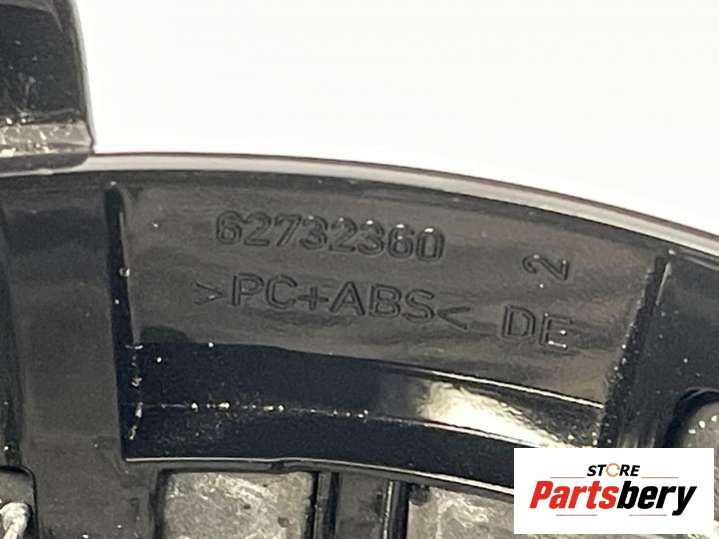 62732360
2
>PC+ABS< DE
STORE
Partsbery